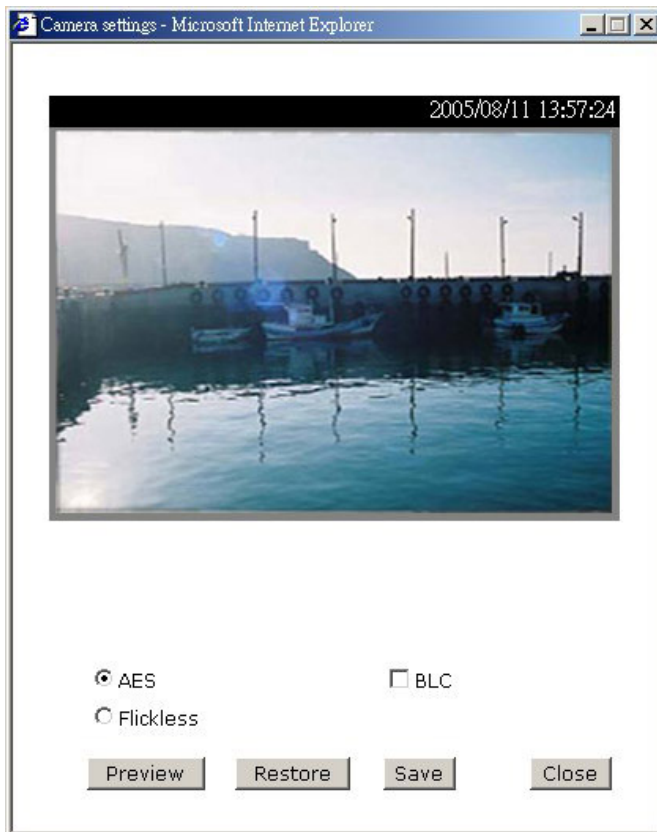 Camera settings - Microsoft Internet Explorer
2005/08/11 13:57:24
AES
BLC
Flickless
Preview Restore Save Close